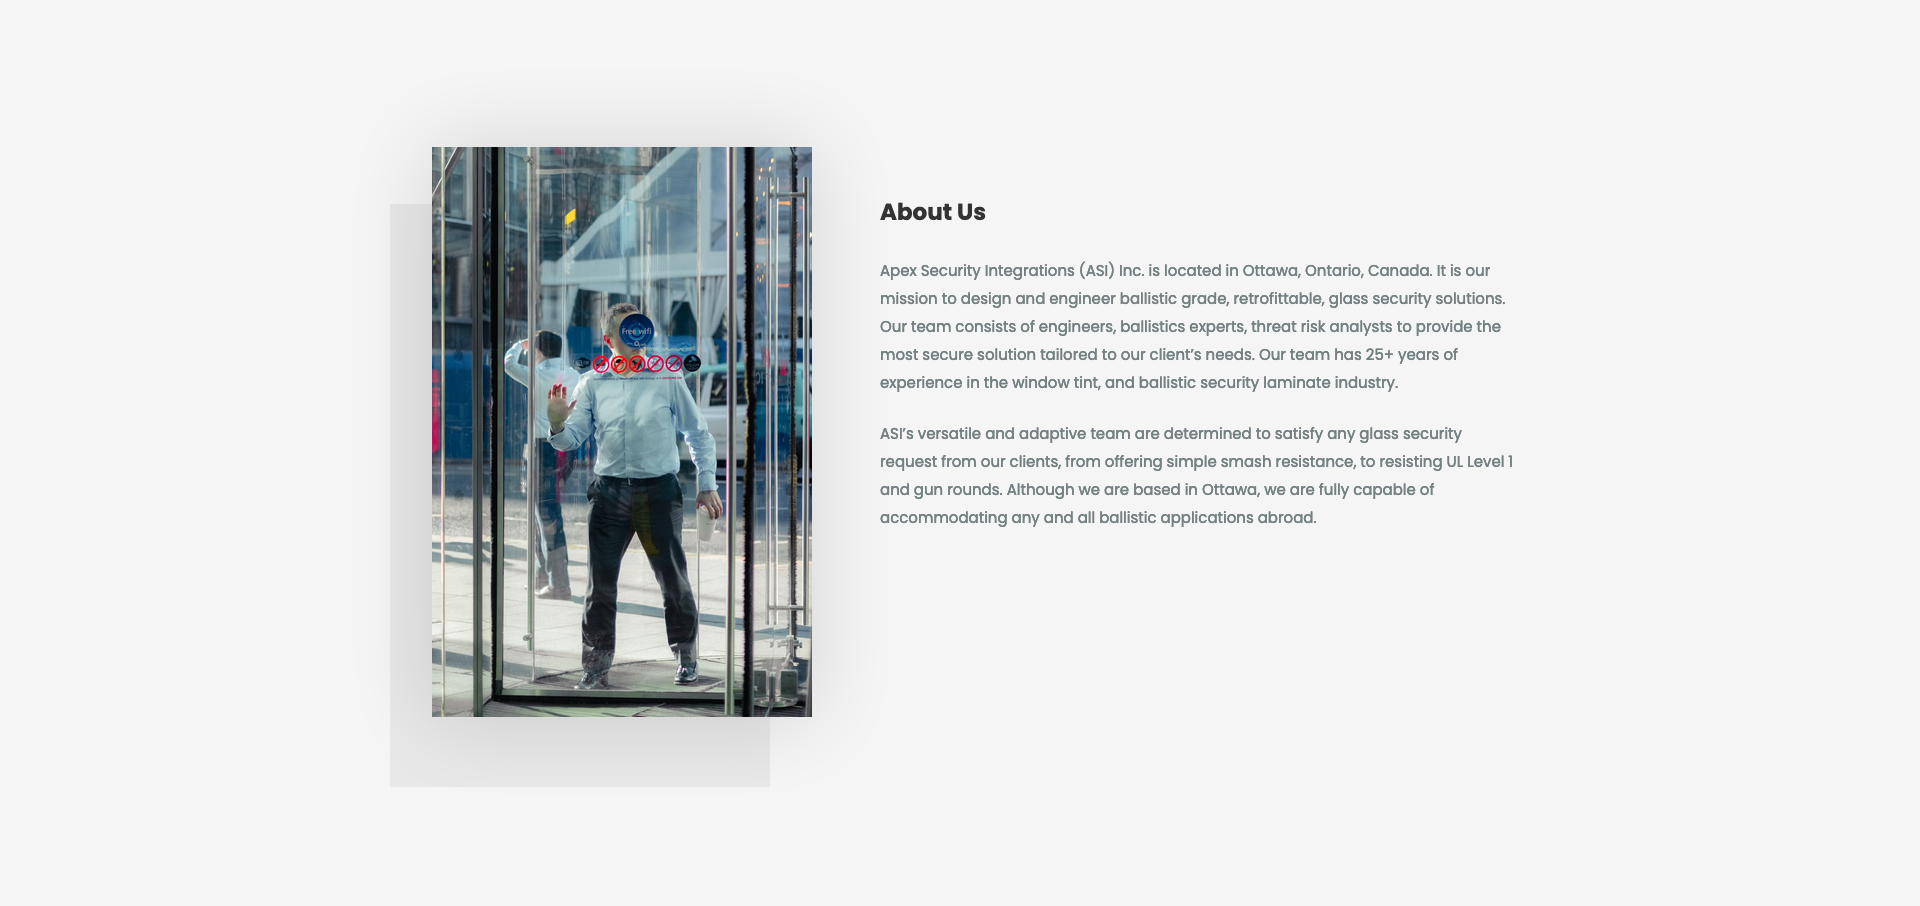 About Us
Apex Security Integrations (ASI) Inc. is located in Ottawa, Ontario, Canada. It is our
mission to design and engineer ballistic grade, retrofittable, glass security solutions.
Our team consists of engineers, ballistics experts, threat risk analysts to provide the
most secure solution tailored to our client’s needs. Our team has 25+ years of
experience in the window tint, and ballistic security laminate industry.
ASI’s versatile and adaptive team are determined to satisfy any glass security
request from our clients, from offering simple smash resistance, to resisting UL Level 1
and gun rounds. Although we are based in Ottawa, we are fully capable of
accommodating any and all ballistic applications abroad.
Free wifi